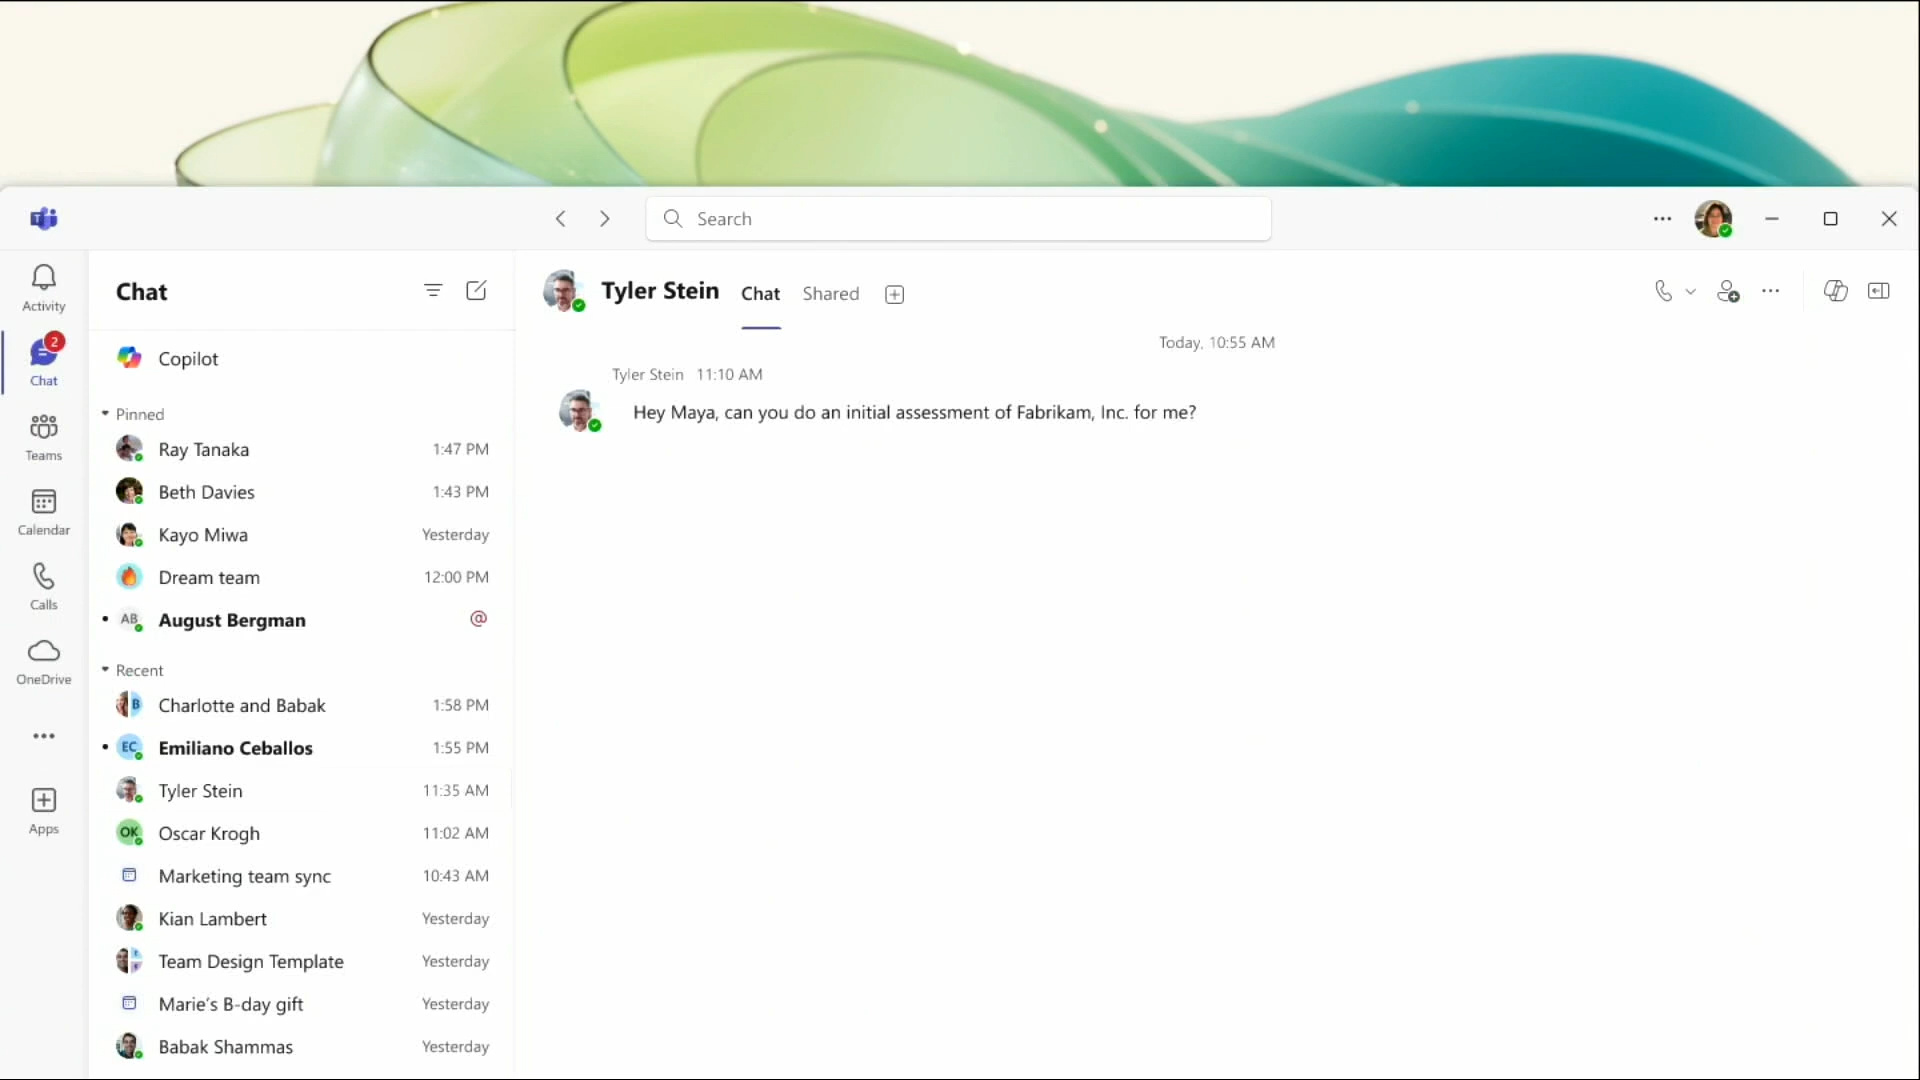 Search
Activity
2
Chat
Teams
Calendar
Calls
OneDrive
Apps
Chat
Copilot
Pinned
Ray Tanaka 1:47 PM
Beth Davies 1:43 PM
Kayo Miwa Yesterday
Dream team 12:00 PM
AB August Bergman @
Recent
B Charlotte and Babak 1:58 PM
EC Emiliano Ceballos 1:55 PM
Tyler Stein 11:35 AM
OK Oscar Krogh 11:02 AM
Marketing team sync 10:43 AM
Kian Lambert Yesterday
Team Design Template Yesterday
Marie's B-day gift Yesterday
Babak Shammas Yesterday
Tyler Stein Chat Shared
Today, 10:55 AM
Tyler Stein 11:10 AM
Hey Maya, can you do an initial assessment of Fabrikam, Inc. for me?